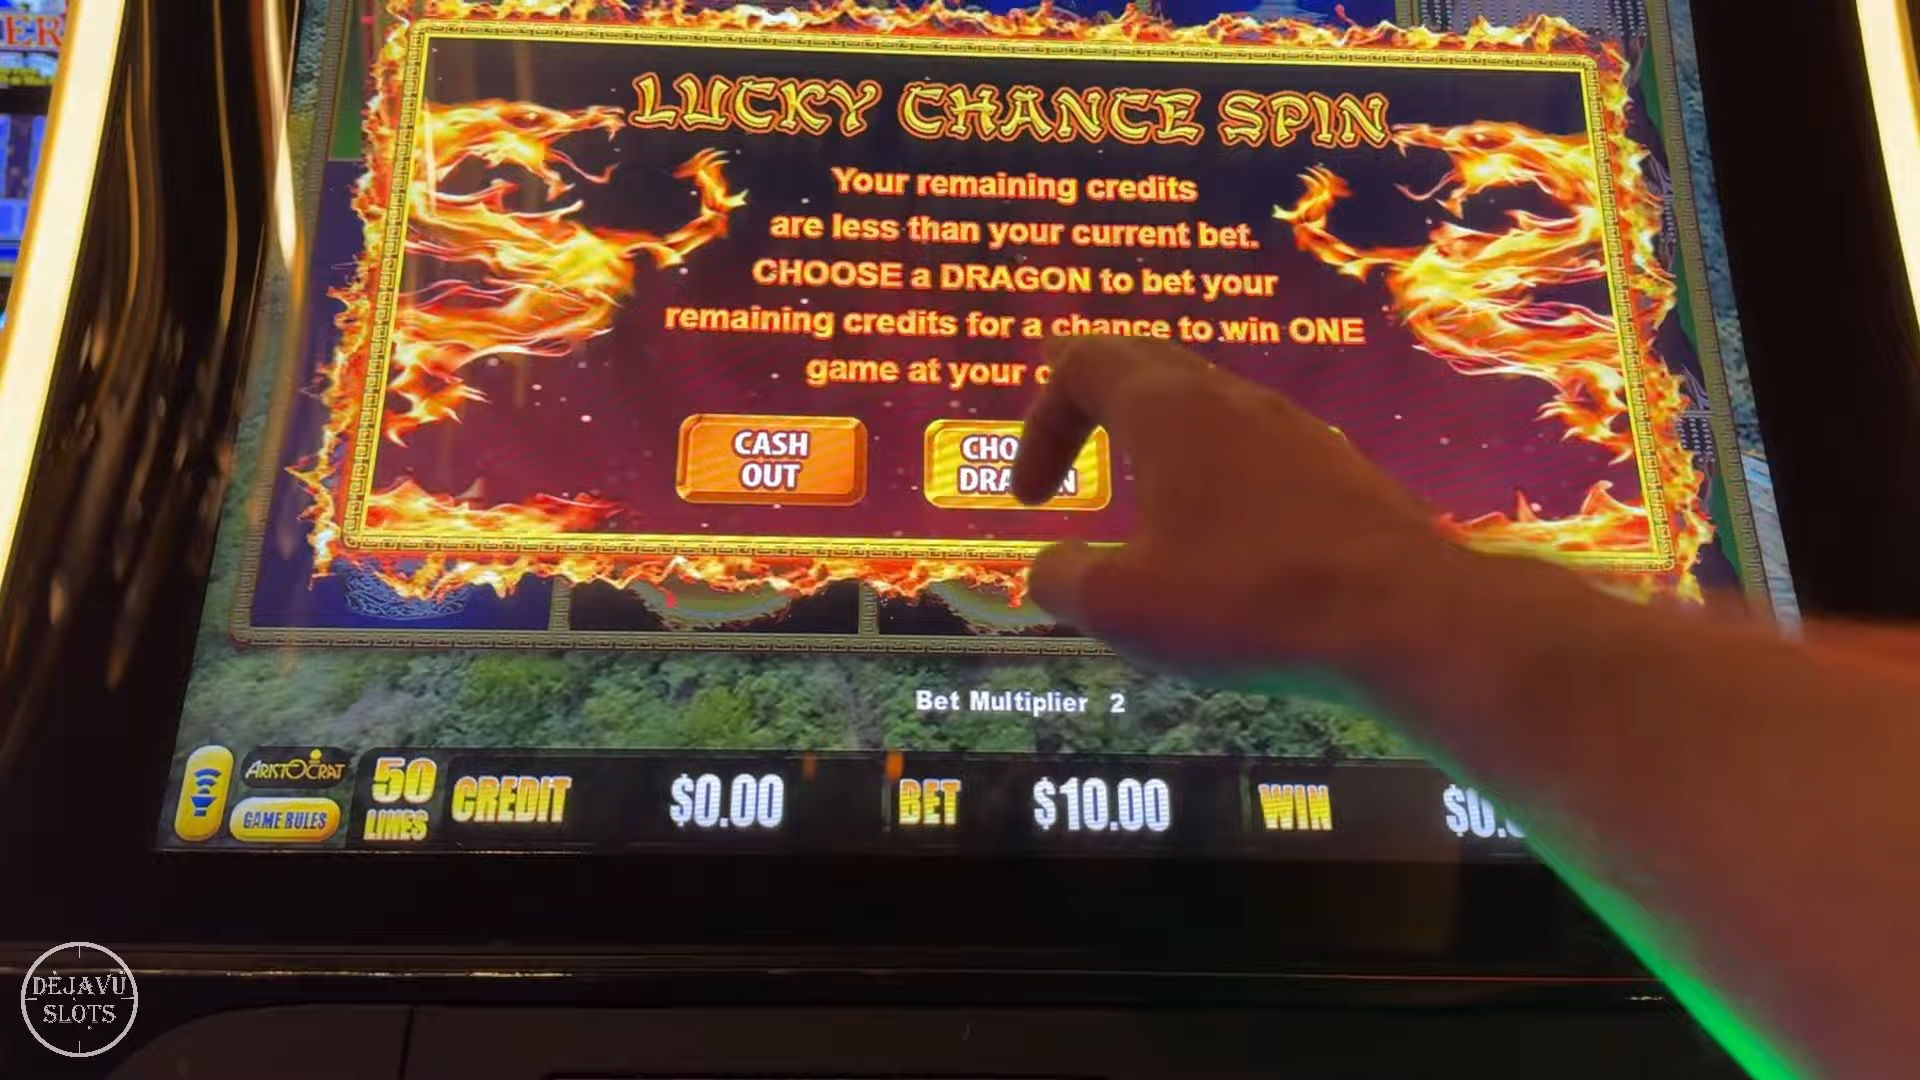 ER
LUCKY CHANCE SPIN
Your remaining credits
are less than your current bet.
CHOOSE a DRAGON to bet your
remaining credits for a chance to win ONE
game at your
CASH
OUT
Bet Multiplier 2
ARISTOCRAT
GAME RULES
50
LINES
CREDIT $0.00 BET $10.00 WIN
DÉJAVU
SLOTS